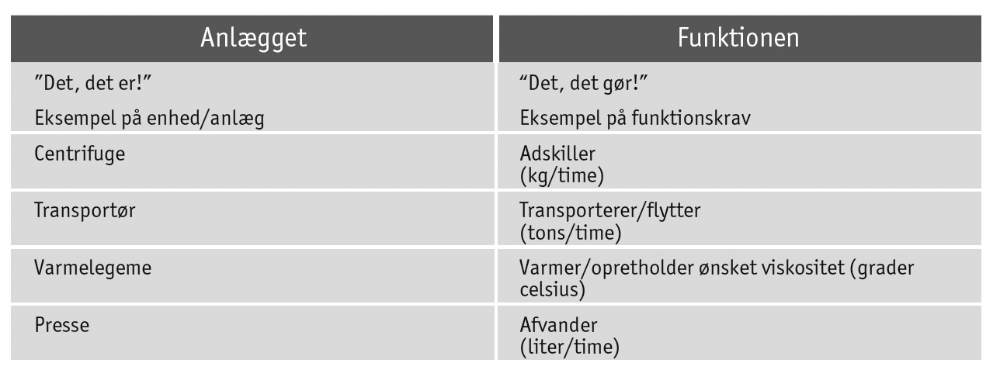 Anlægget
Funktionen
”Det, det er!”
“Det, det gør!”
Eksempel på enhed/anlæg
Eksempel på funktionskrav
Centrifuge
Adskiller
(kg/time)
Transportør
Transporterer/flytter
(tons/time)
Varmelegeme
Varmer/opretholder ønsket viskositet (grader
celsius)
Presse
Afvander
(liter/time)